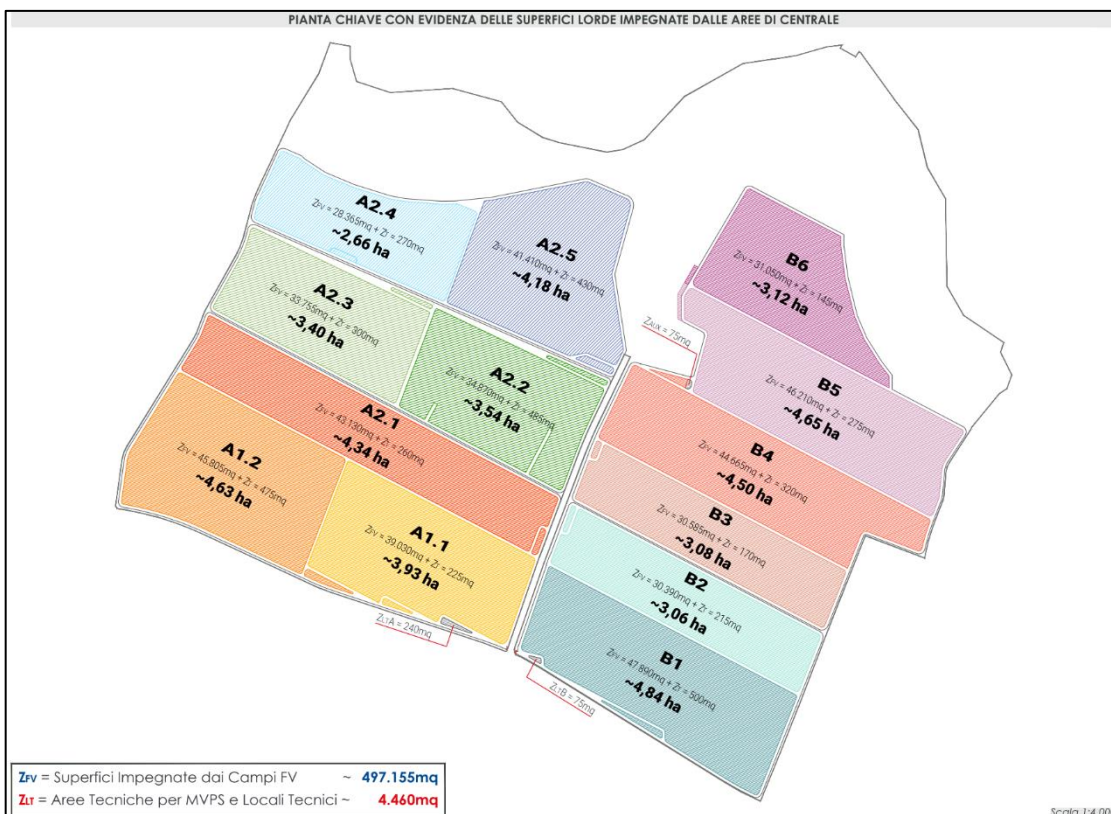 PIANTA CHIAVE CON EVIDENZA DELLE SUPERFICI LORDE IMPEGNATE DALLE AREE DI CENTRALE
A2.4
ZFV = 28.365mq + ZT = 270mq
~2,66 ha
A2.5
ZFV = 41.410mq + ZT = 430mq
~4,18 ha
B6
ZFV = 31.050mq + ZT = 145mq
~3,12 ha
A2.3
ZFV = 33.755mq + ZT = 300mq
~3,40 ha
ZAUX = 75mq
A2.2
ZFV = 34.870mq + ZT = 485mq
~3,54 ha
B5
ZFV = 46.210mq + ZT = 275mq
~4,65 ha
A2.1
ZFV = 43.130mq + ZT = 260mq
~4,34 ha
B4
ZFV = 44.665mq + ZT = 320mq
~4,50 ha
A1.2
ZFV = 45.805mq + ZT = 475mq
~4,63 ha
B3
ZFV = 30.585mq + ZT = 170mq
~3,08 ha
A1.1
ZFV = 39.030mq + ZT = 225mq
~3,93 ha
B2
ZFV = 30.390mq + ZT = 215mq
~3,06 ha
ZLTA = 240mq
B1
ZFV = 47.890mq + ZT = 500mq
~4,84 ha
ZLTB = 75mq
ZFV = Superfici Impegnate dai Campi FV ~ 497.155mq
ZLT = Aree Tecniche per MVPS e Locali Tecnici ~ 4.460mq
Scala 1:4.00